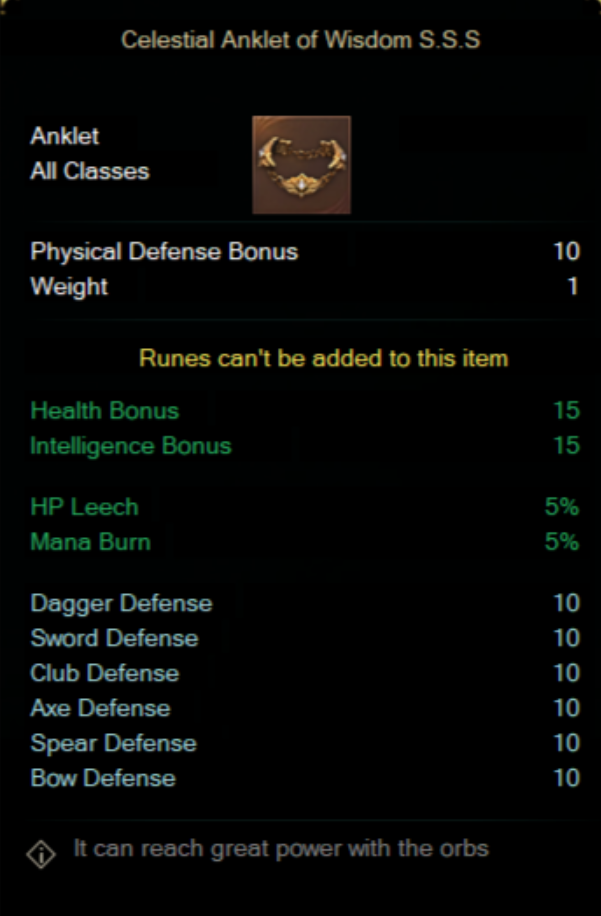 Celestial Anklet of Wisdom S.S.S
Anklet
All Classes
Physical Defense Bonus 10
Weight 1
Runes can't be added to this item
Health Bonus 15
Intelligence Bonus 15
HP Leech 5%
Mana Burn 5%
Dagger Defense 10
Sword Defense 10
Club Defense 10
Axe Defense 10
Spear Defense 10
Bow Defense 10
It can reach great power with the orbs